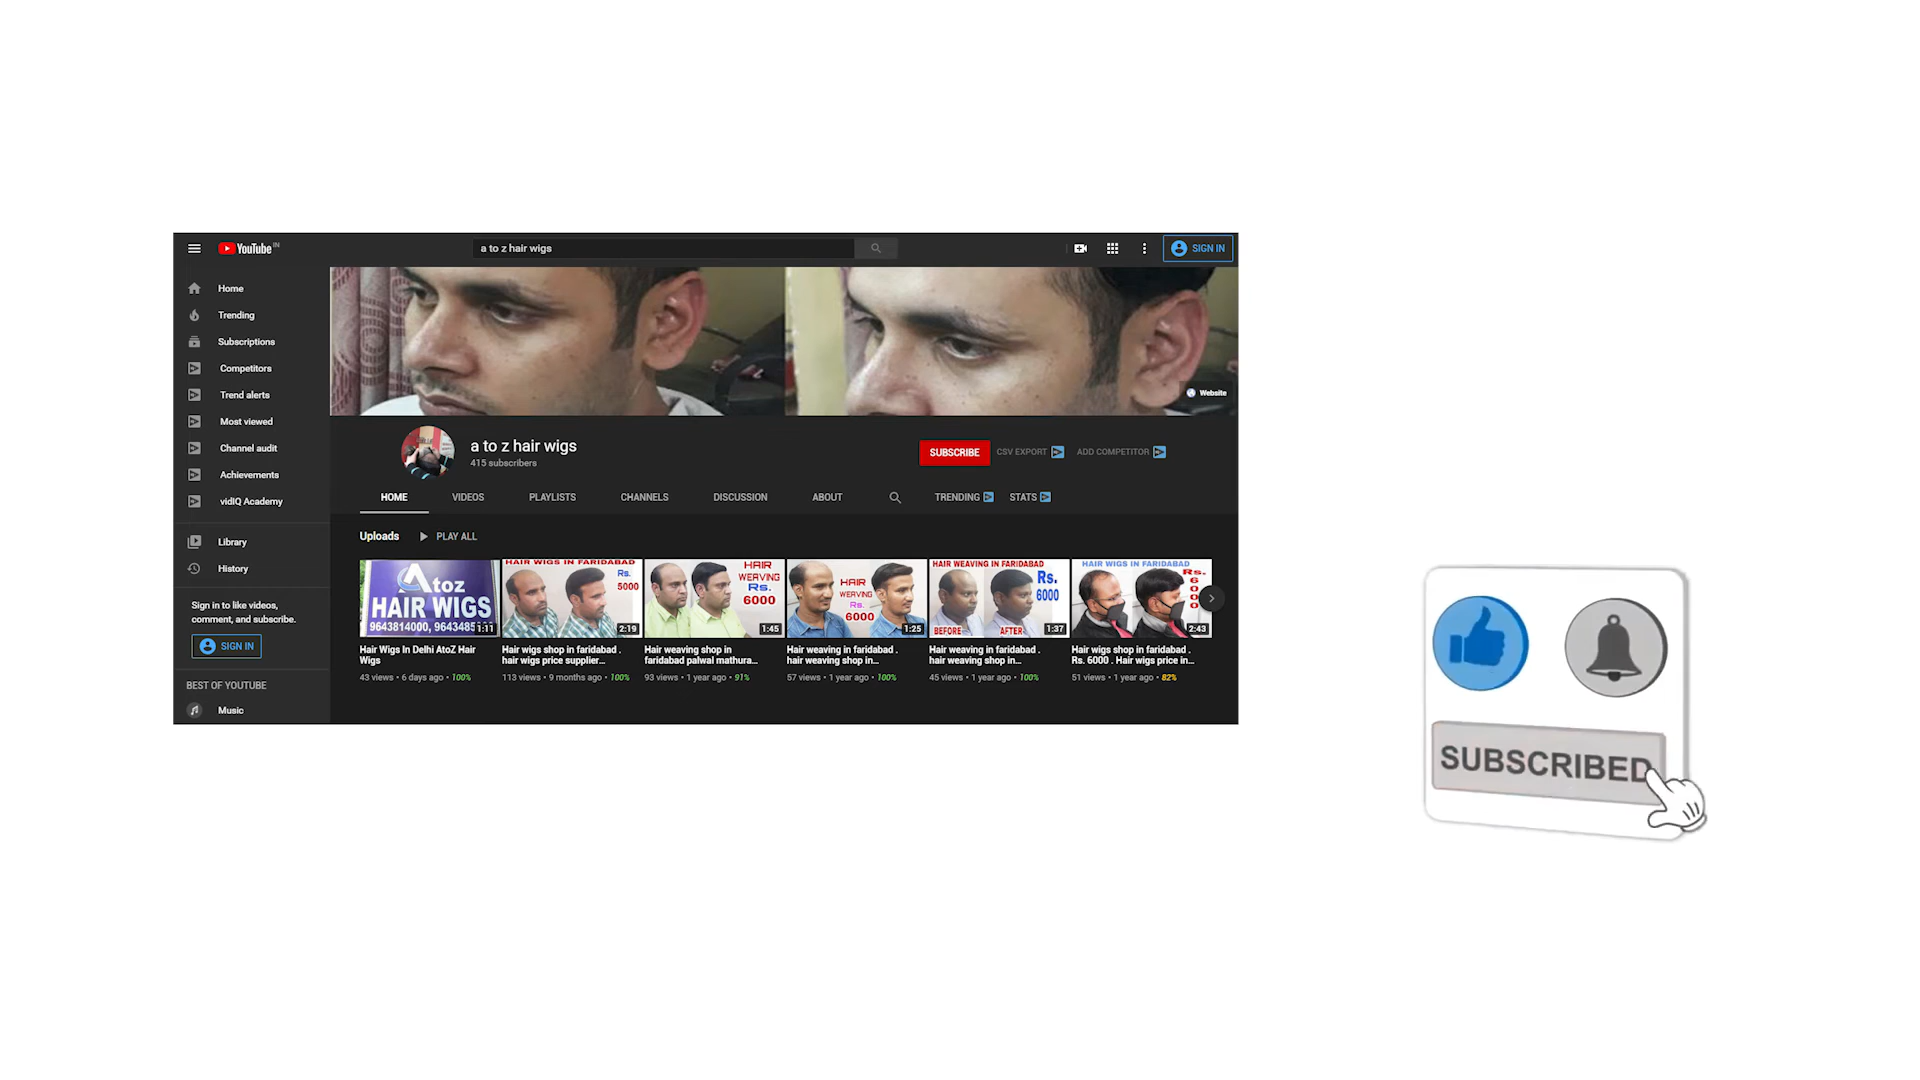 YouTube IN
a to z hair wigs
SIGN IN
Home
Trending
Subscriptions
Competitors
Trend alerts
Most viewed
Channel audit
Achievements
vidIQ Academy
Library
History
Sign in to like videos,
comment, and subscribe.
SIGN IN
BEST OF YOUTUBE
Music
Website
a to z hair wigs
415 subscribers
SUBSCRIBE
CSV EXPORT
ADD COMPETITOR
HOME
VIDEOS
PLAYLISTS
CHANNELS
DISCUSSION
ABOUT
TRENDING
STATS
Uploads
PLAY ALL
Atoz
HAIR WIGS
1:11
Hair Wigs In Delhi AtoZ Hair
Wigs
43 views • 6 days ago • 100%
HAIR WIGS IN FARIDABAD
Rs.
5000
2:19
Hair wigs shop in faridabad .
hair wigs price supplier...
113 views • 9 months ago • 100%
HAIR
WERVING
Rs.
6000
1:45
Hair weaving shop in
faridabad palwal mathura...
93 views • 1 year ago • 91%
HAIR
WERVING
Rs.
6000
1:25
Hair weaving in faridabad .
hair weaving shop in...
57 views • 1 year ago • 100%
HAIR WEAVING IN FARIDABAD
Rs.
6000
BEFORE
AFTER
1:37
Hair weaving in faridabad .
hair weaving shop in...
45 views • 1 year ago • 100%
HAIR WIGS IN FARIDABAD
Rs.
6
0
0
0
2:43
Hair wigs shop in faridabad .
Rs. 6000 . Hair wigs price in...
51 views • 1 year ago • 82%
SUBSCRIBED